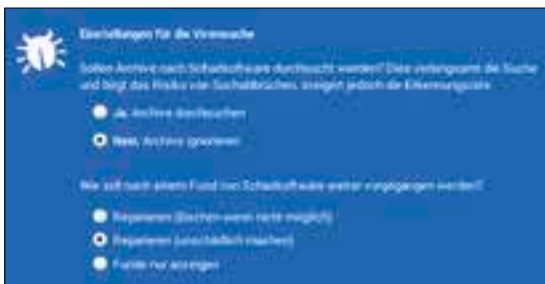 Einstellungen für die Virensuche
Sollen Archive nach Schadsoftware durchsucht werden? Dies verlangsamt die Suche
und birgt das Risiko von Suchabbrüchen, steigert jedoch die Erkennungsrate.
Ja, Archive durchsuchen
Nein, Archive ignorieren
Wie soll nach einem Fund von Schadsoftware weiter vorgegangen werden?
Reparieren (löschen wenn nicht möglich)
Reparieren (unschädlich machen)
Funde nur anzeigen